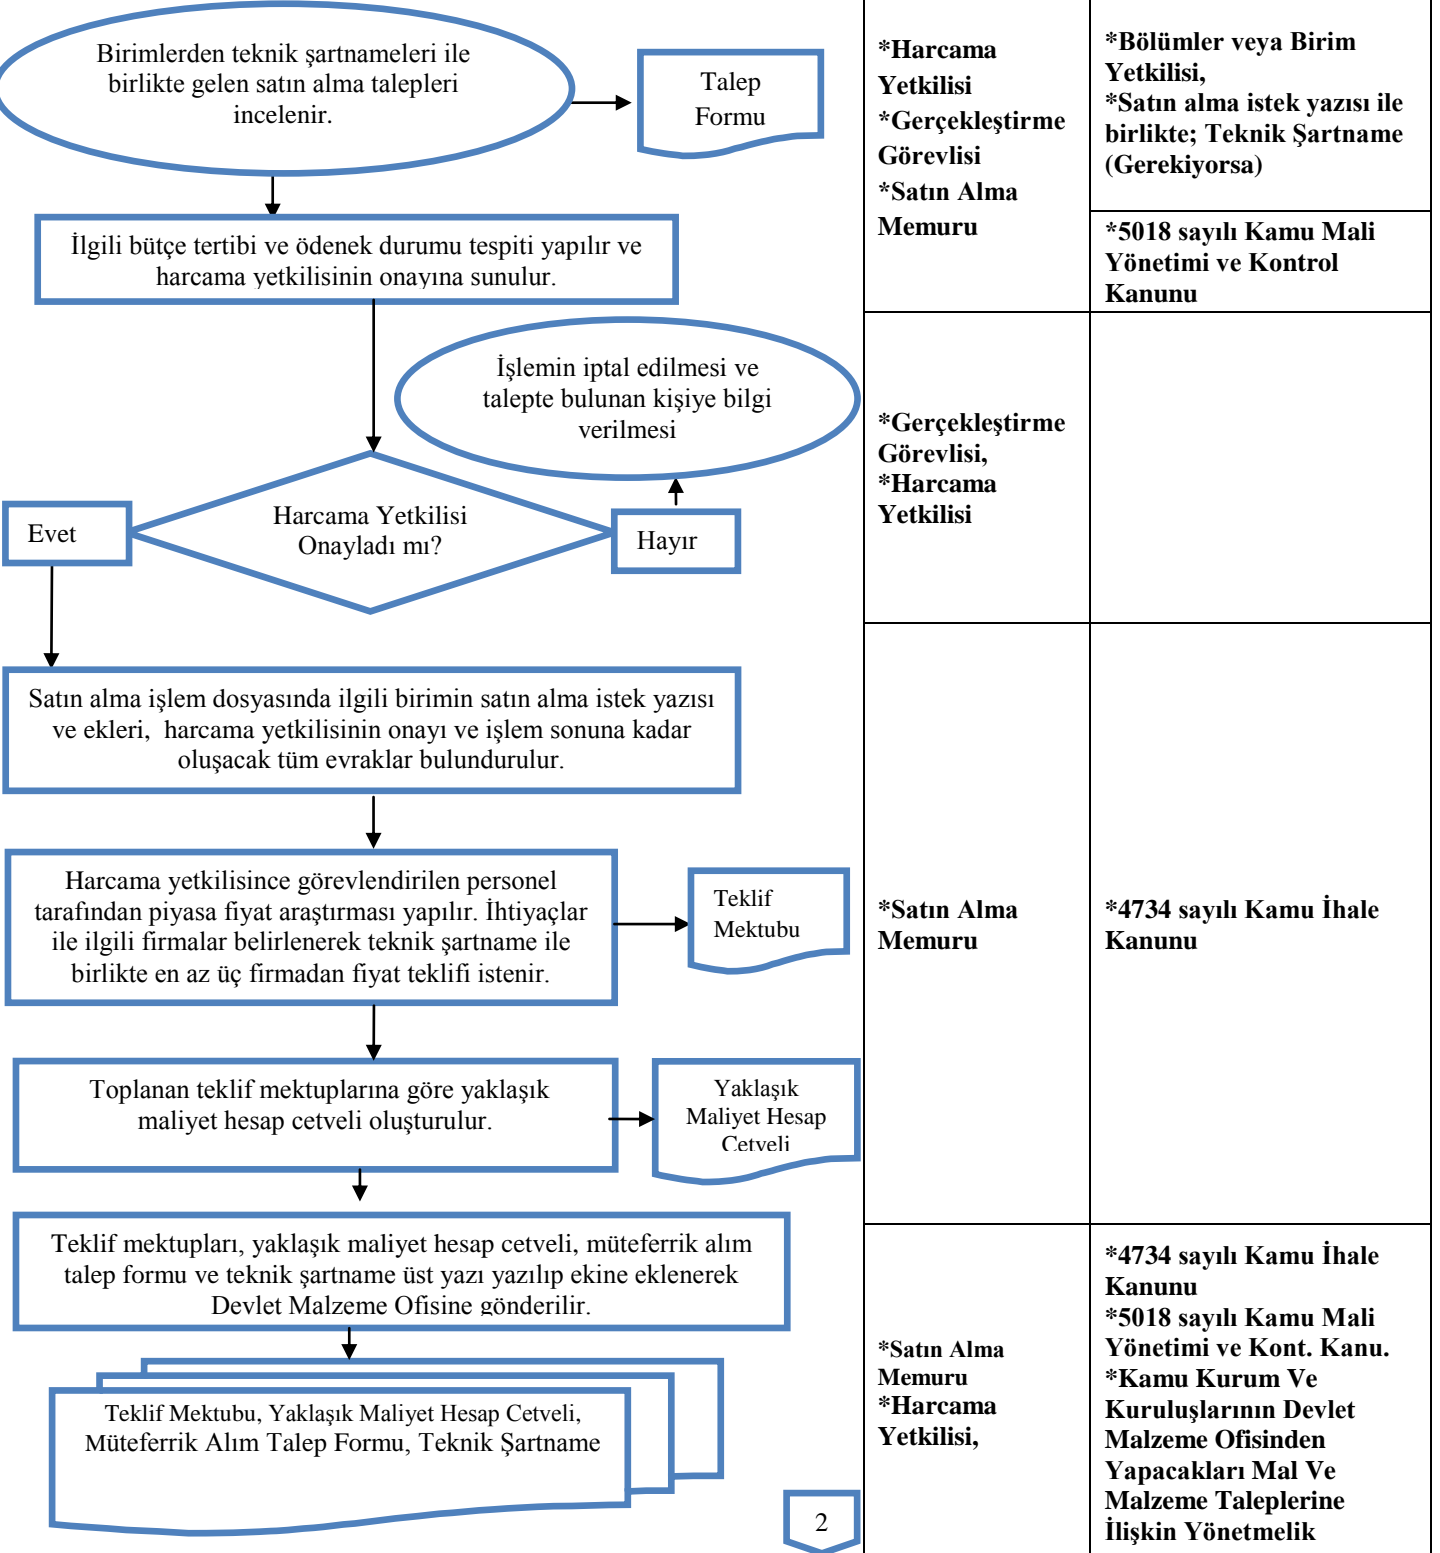 Birimlerden teknik şartnameleri ile
birlikte gelen satın alma talepleri
incelenir.
Talep
Formu
İlgili bütçe tertibi ve ödenek durumu tespiti yapılır ve
harcama yetkilisinin onayına sunulur.
İşlemin iptal edilmesi ve
talepte bulunan kişiye bilgi
verilmesi
Harcama Yetkilisi
Onayladı mı?
Evet
Hayır
Satın alma işlem dosyasında ilgili birimin satın alma istek yazısı
ve ekleri, harcama yetkilisinin onayı ve işlem sonuna kadar
oluşacak tüm evraklar bulundurulur.
Harcama yetkilisince görevlendirilen personel
tarafından piyasa fiyat araştırması yapılır. İhtiyaçlar
ile ilgili firmalar belirlenerek teknik şartname ile
birlikte en az üç firmadan fiyat teklifi istenir.
Teklif
Mektubu
Toplanan teklif mektuplarına göre yaklaşık
maliyet hesap cetveli oluşturulur.
Yaklaşık
Maliyet Hesap
Cetveli
Teklif mektupları, yaklaşık maliyet hesap cetveli, müteferrik alım
talep formu ve teknik şartname üst yazı yazılıp ekine eklenerek
Devlet Malzeme Ofisine gönderilir.
Teklif Mektubu, Yaklaşık Maliyet Hesap Cetveli,
Müteferrik Alım Talep Formu, Teknik Şartname
2
*Harcama
Yetkilisi
*Gerçekleştirme
Görevlisi
*Satın Alma
Memuru
*Bölümler veya Birim
Yetkilisi,
*Satın alma istek yazısı ile
birlikte; Teknik Şartname
(Gerekiyorsa)
*5018 sayılı Kamu Mali
Yönetimi ve Kontrol
Kanunu
*Gerçekleştirme
Görevlisi,
*Harcama
Yetkilisi
*Satın Alma
Memuru
*4734 sayılı Kamu İhale
Kanunu
*Satın Alma
Memuru
*Harcama
Yetkilisi,
*4734 sayılı Kamu İhale
Kanunu
*5018 sayılı Kamu Mali
Yönetimi ve Kont. Kanu.
*Kamu Kurum Ve
Kuruluşlarının Devlet
Malzeme Ofisinden
Yapacakları Mal Ve
Malzeme Taleplerine
İlişkin Yönetmelik